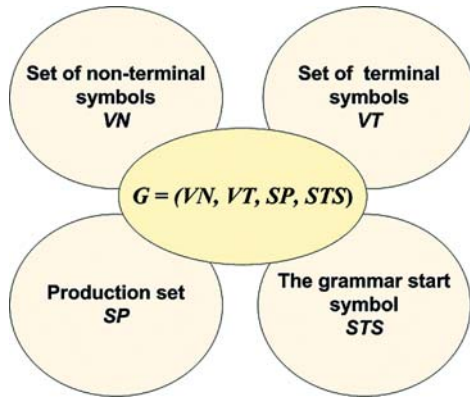 Set of non-terminal
symbols
VN
Set of terminal
symbols
VT
G = (VN, VT, SP, STS)
Production set
SP
The grammar start
symbol
STS